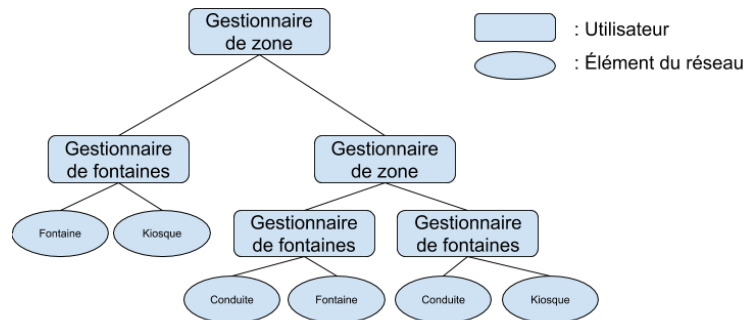 Gestionnaire
de zone
: Utilisateur
: Élément du réseau
Gestionnaire
de fontaines
Gestionnaire
de zone
Fontaine
Kiosque
Gestionnaire
de fontaines
Gestionnaire
de fontaines
Conduite
Fontaine
Conduite
Kiosque